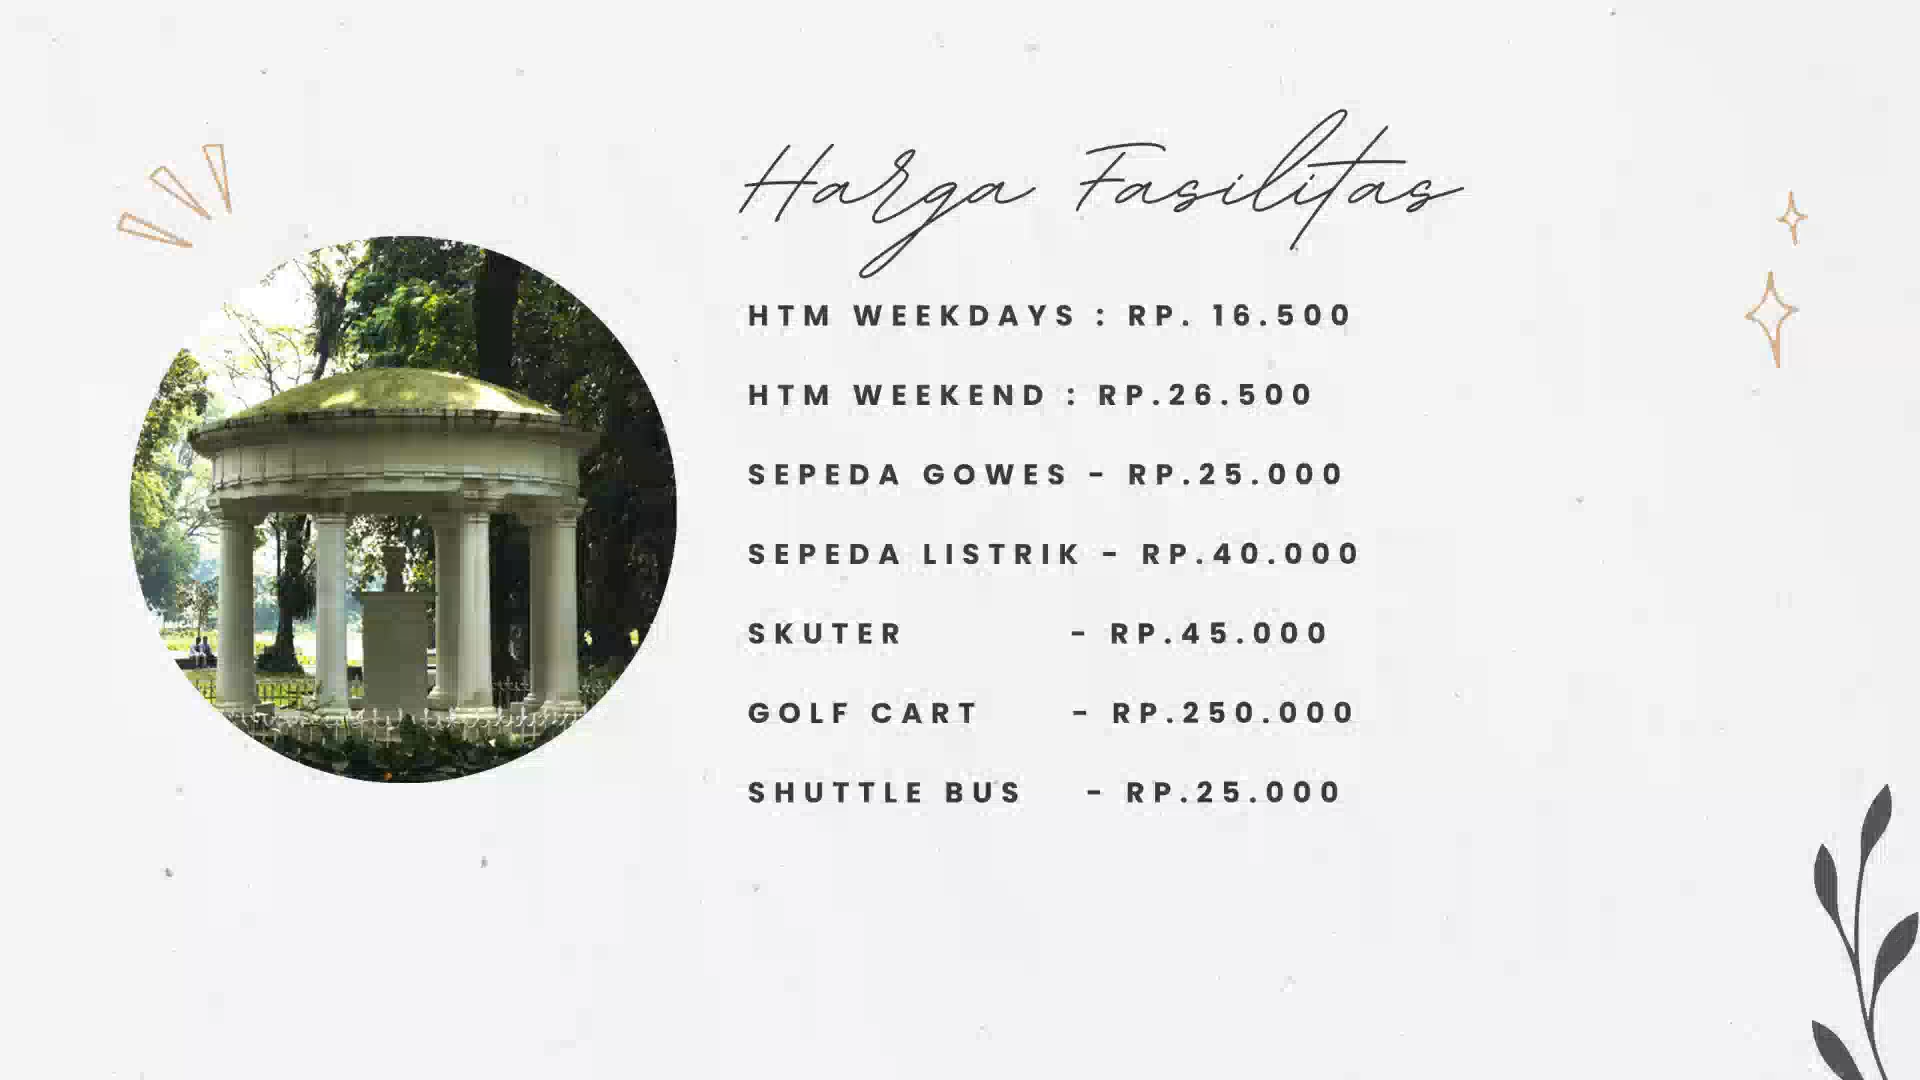 Harga Fasilitas
HTM WEEKDAYS : RP. 16.500
HTM WEEKEND : RP.26.500
SEPEDA GOWES - RP.25.000
SEPEDA LISTRIK - RP.40.000
SKUTER - RP.45.000
GOLF CART - RP.250.000
SHUTTLE BUS - RP.25.000